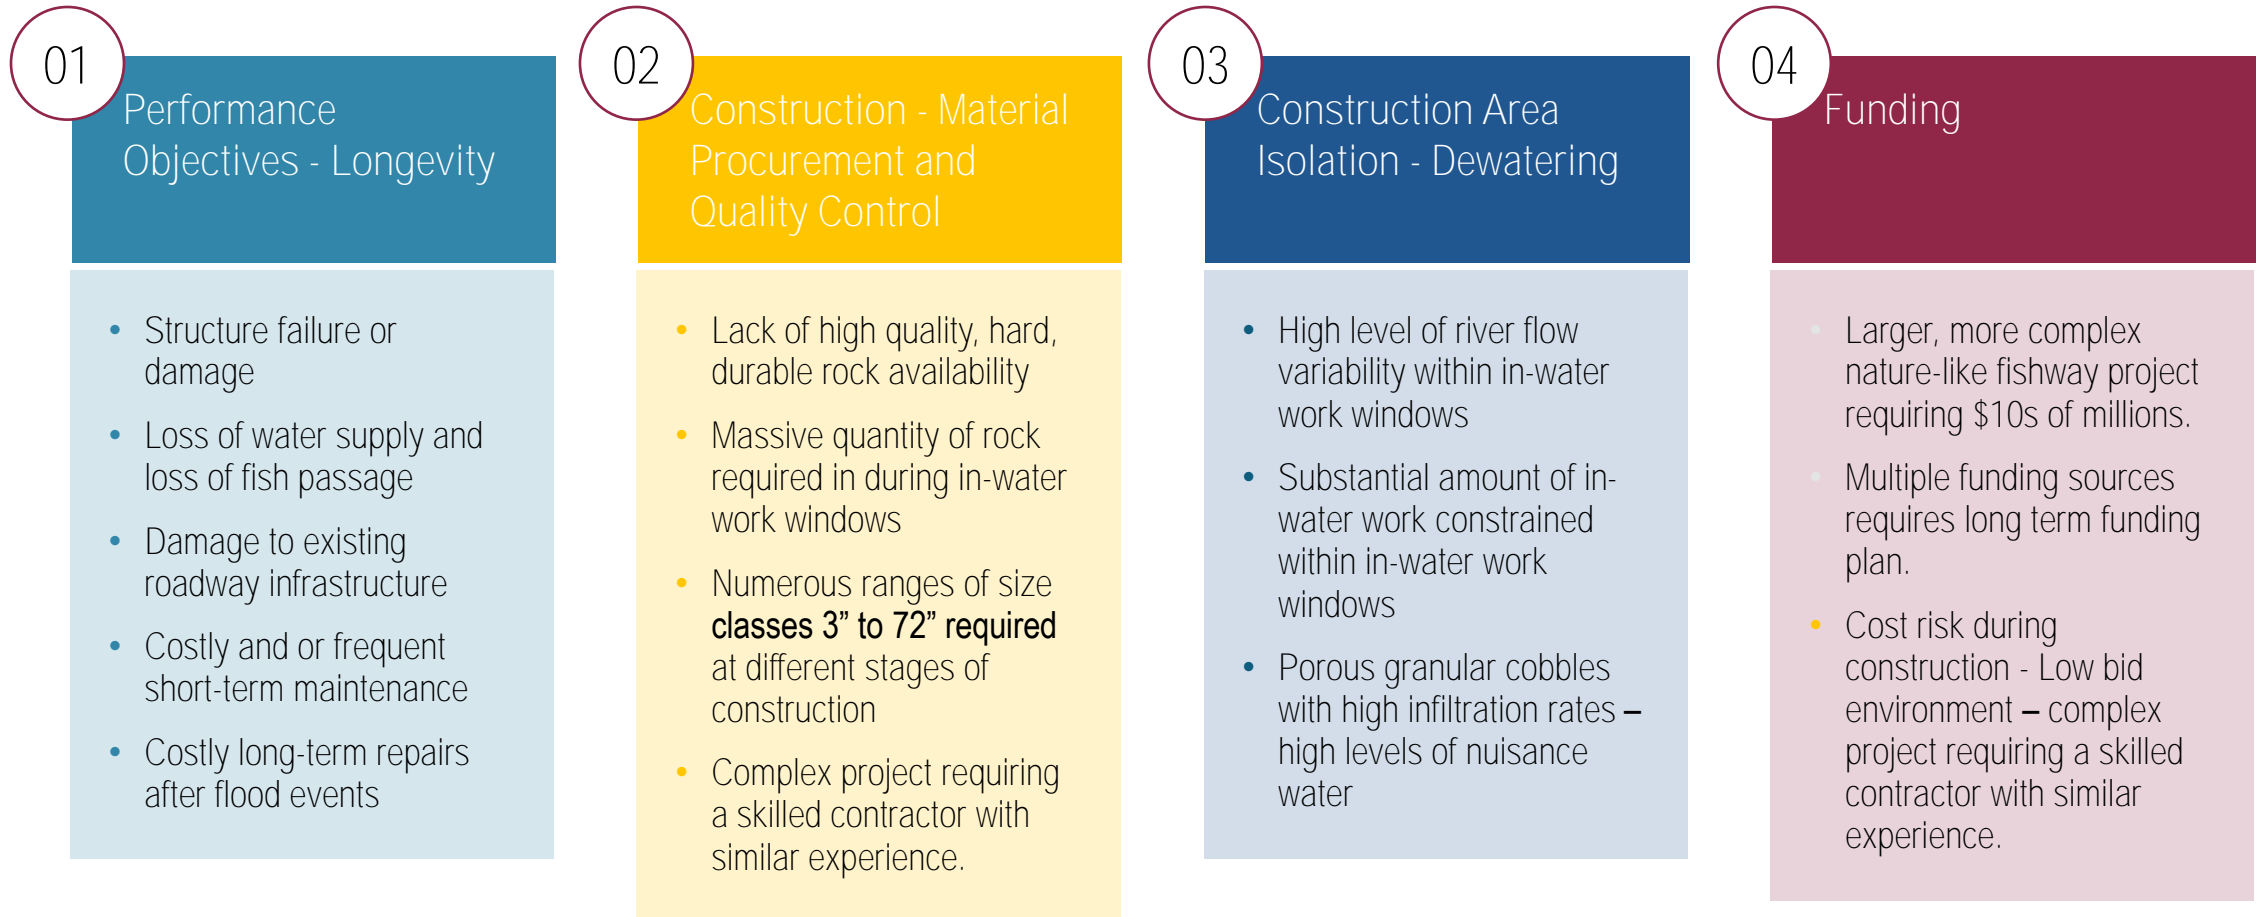 01
Performance
Objectives - Longevity
• Structure failure or
damage
• Loss of water supply and
loss of fish passage
• Damage to existing
roadway infrastructure
• Costly and or frequent
short-term maintenance
• Costly long-term repairs
after flood events
02
Construction - Material
Procurement and
Quality Control
• Lack of high quality, hard,
durable rock availability
• Massive quantity of rock
required in during in-water
work windows
• Numerous ranges of size
classes 3” to 72” required
at different stages of
construction
• Complex project requiring
a skilled contractor with
similar experience.
03
Construction Area
Isolation - Dewatering
• High level of river flow
variability within in-water
work windows
• Substantial amount of in-
water work constrained
within in-water work
windows
• Porous granular cobbles
with high infiltration rates –
high levels of nuisance
water
04
Funding
• Larger, more complex
nature-like fishway project
requiring $10s of millions.
• Multiple funding sources
requires long term funding
plan.
• Cost risk during
construction - Low bid
environment – complex
project requiring a skilled
contractor with similar
experience.